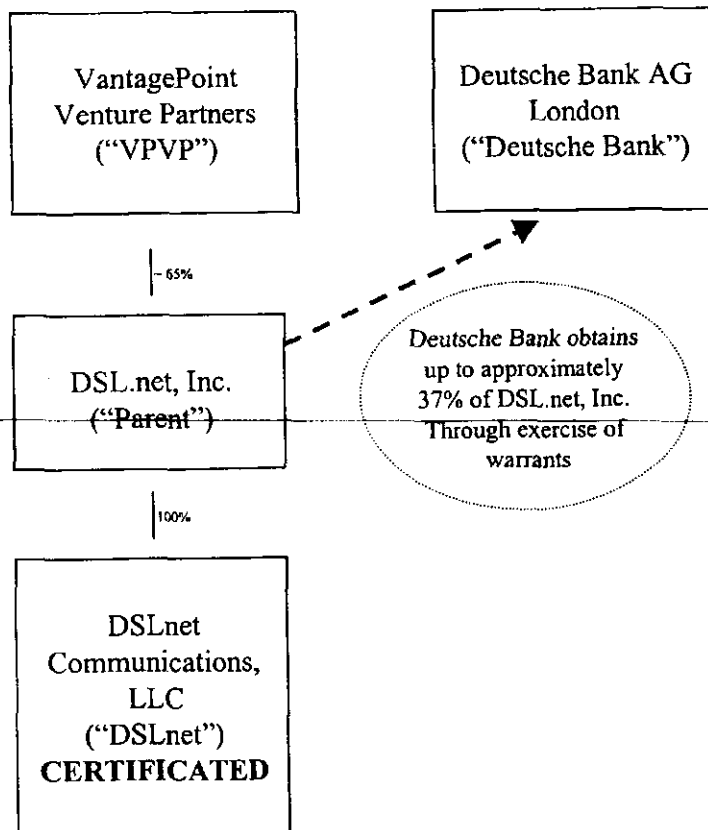 VantagePoint
Venture Partners
(“VPVP”)
Deutsche Bank AG
London
(“Deutsche Bank”)
~ 65%
DSL.net, Inc.
(“Parent”)
Deutsche Bank obtains
up to approximately
37% of DSL.net, Inc.
Through exercise of
warrants
100%
DSLnet
Communications,
LLC
(“DSLnet”)
CERTIFICATED